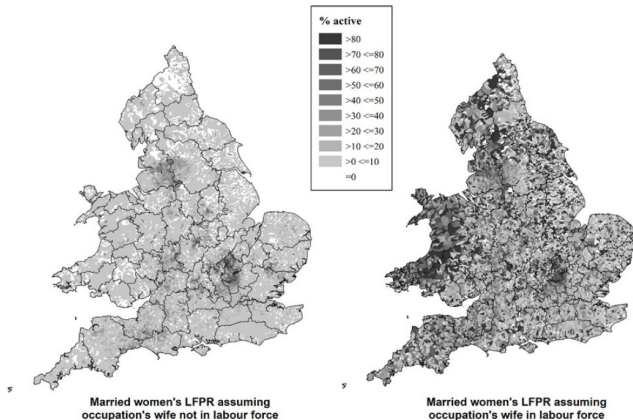 % active
>80
>70 <=80
>60 <=70
>50 <=60
>40 <=50
>30 <=40
>20 <=30
>10 <=20
>0 <=10
=0
Married women's LFPR assuming
occupation's wife not in labour force
Married women's LFPR assuming
occupation's wife in labour force